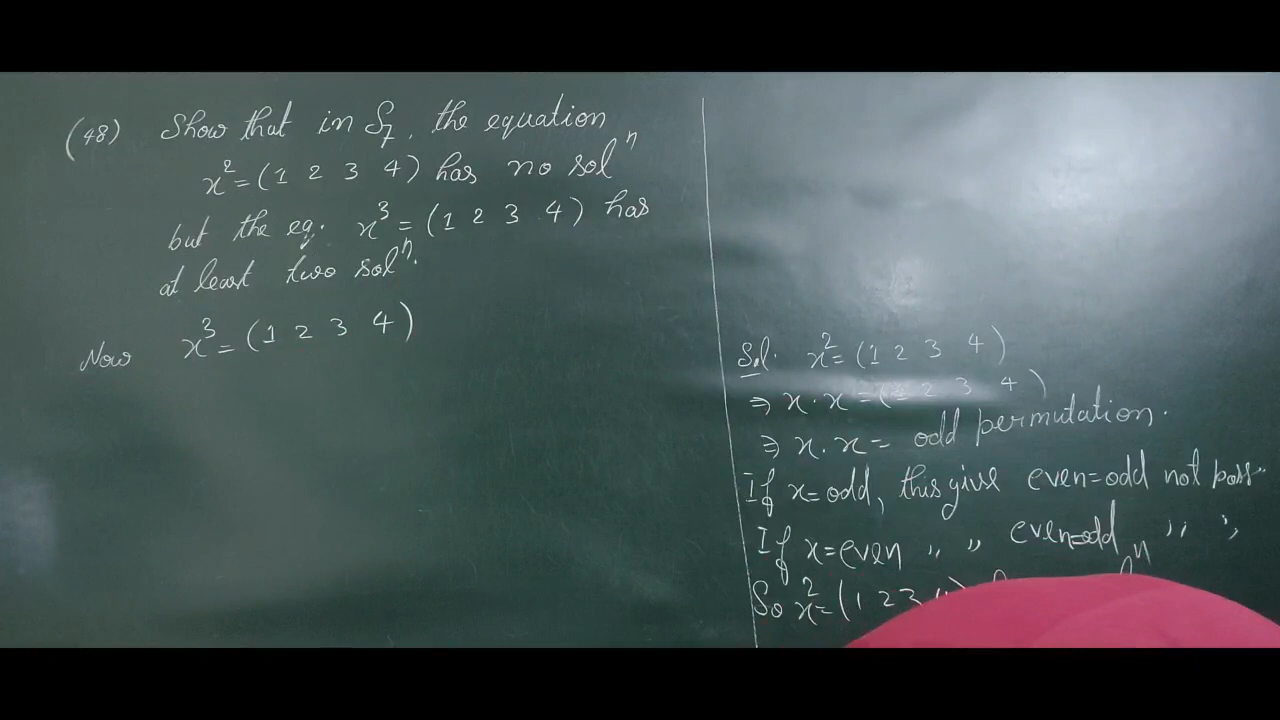 (48) Show that in S₇, the equation
x² = (1 2 3 4) has no solⁿ
but the eq. x³ = (1 2 3 4) has
at least two solⁿ.
Now x³ = (1 2 3 4)
Sol. x² = (1 2 3 4)
⇒ x · x = (1 2 3 4)
⇒ x · x = odd permutation.
If x = odd, this give even = odd not poss.
If x = even " " even = odd " "
So x² = (1 2 3 4)